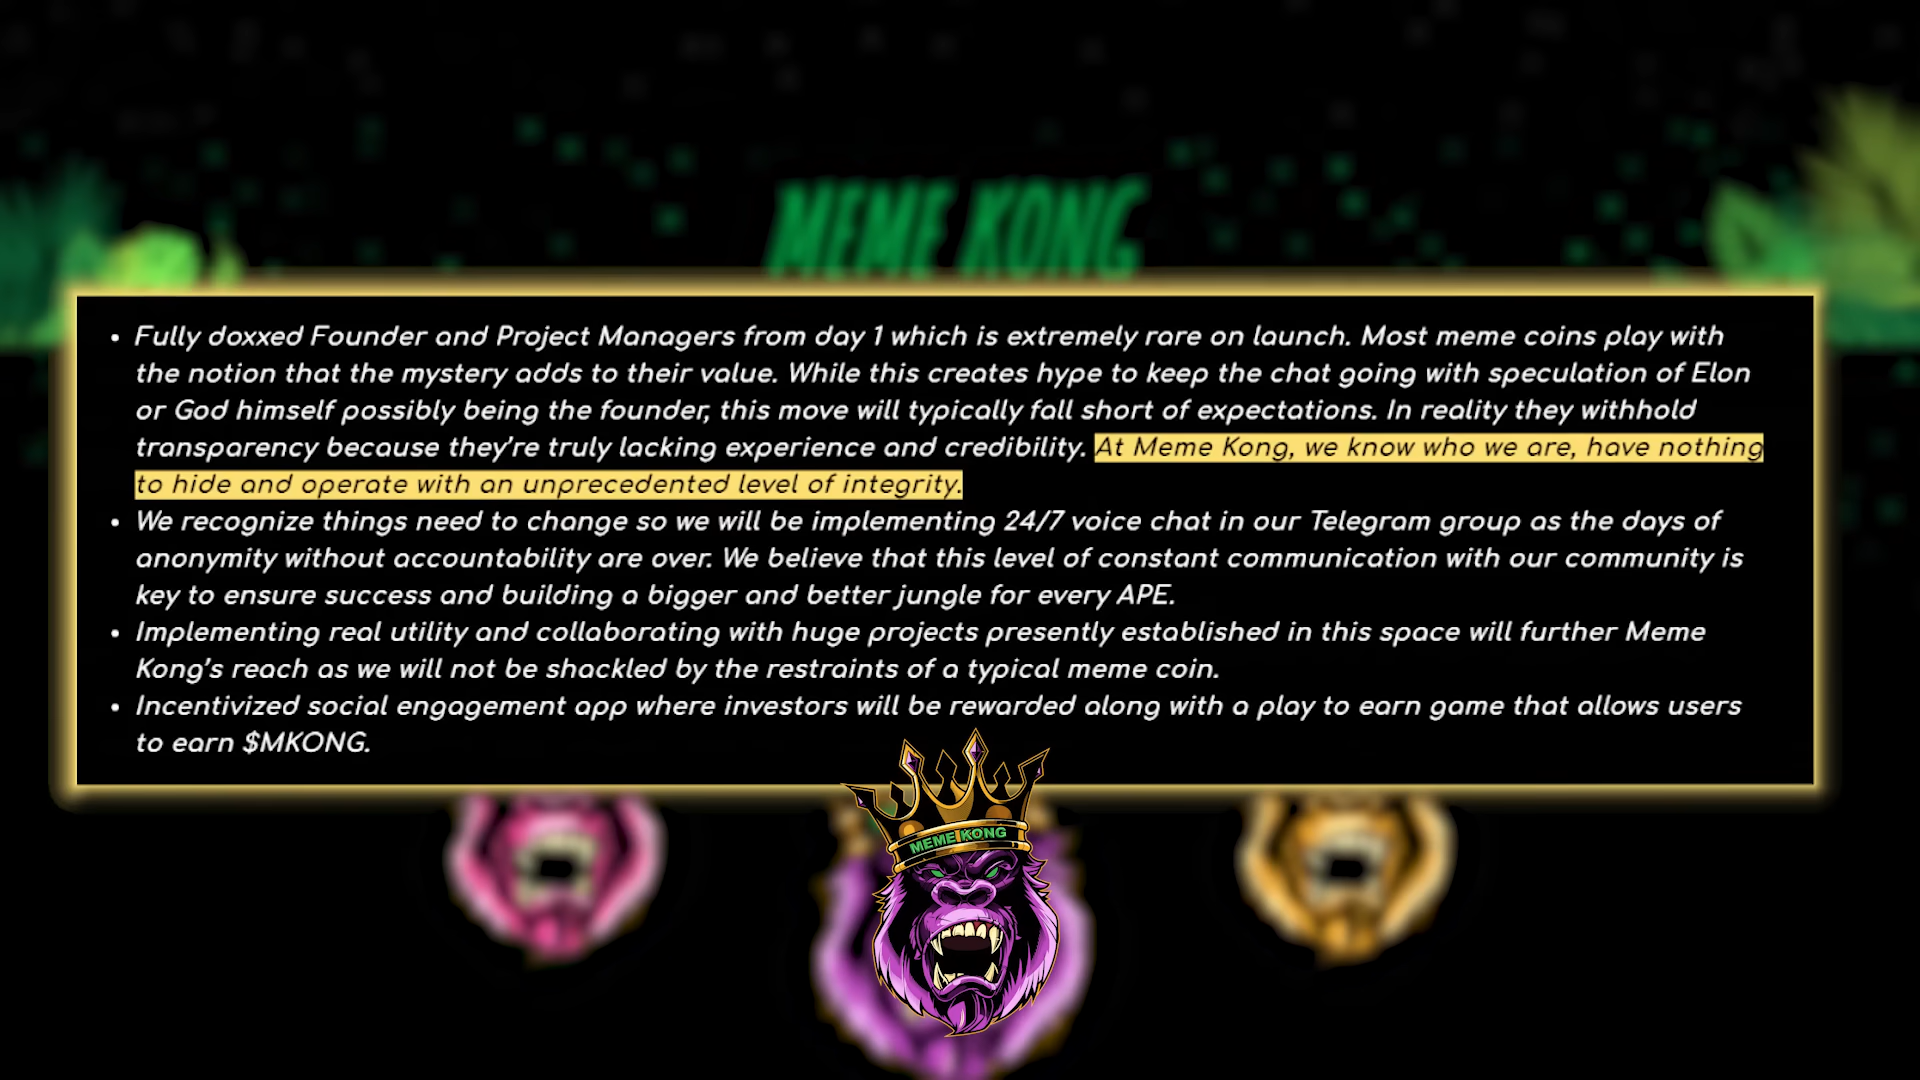 MEME KONG
• Fully doxxed Founder and Project Managers from day 1 which is extremely rare on launch. Most meme coins play with
the notion that the mystery adds to their value. While this creates hype to keep the chat going with speculation of Elon
or God himself possibly being the founder, this move will typically fall short of expectations. In reality they withhold
transparency because they’re truly lacking experience and credibility. At Meme Kong, we know who we are, have nothing
to hide and operate with an unprecedented level of integrity.
• We recognize things need to change so we will be implementing 24/7 voice chat in our Telegram group as the days of
anonymity without accountability are over. We believe that this level of constant communication with our community is
key to ensure success and building a bigger and better jungle for every APE.
• Implementing real utility and collaborating with huge projects presently established in this space will further Meme
Kong’s reach as we will not be shackled by the restraints of a typical meme coin.
• Incentivized social engagement app where investors will be rewarded along with a play to earn game that allows users
to earn $MKONG.
MEME KONG